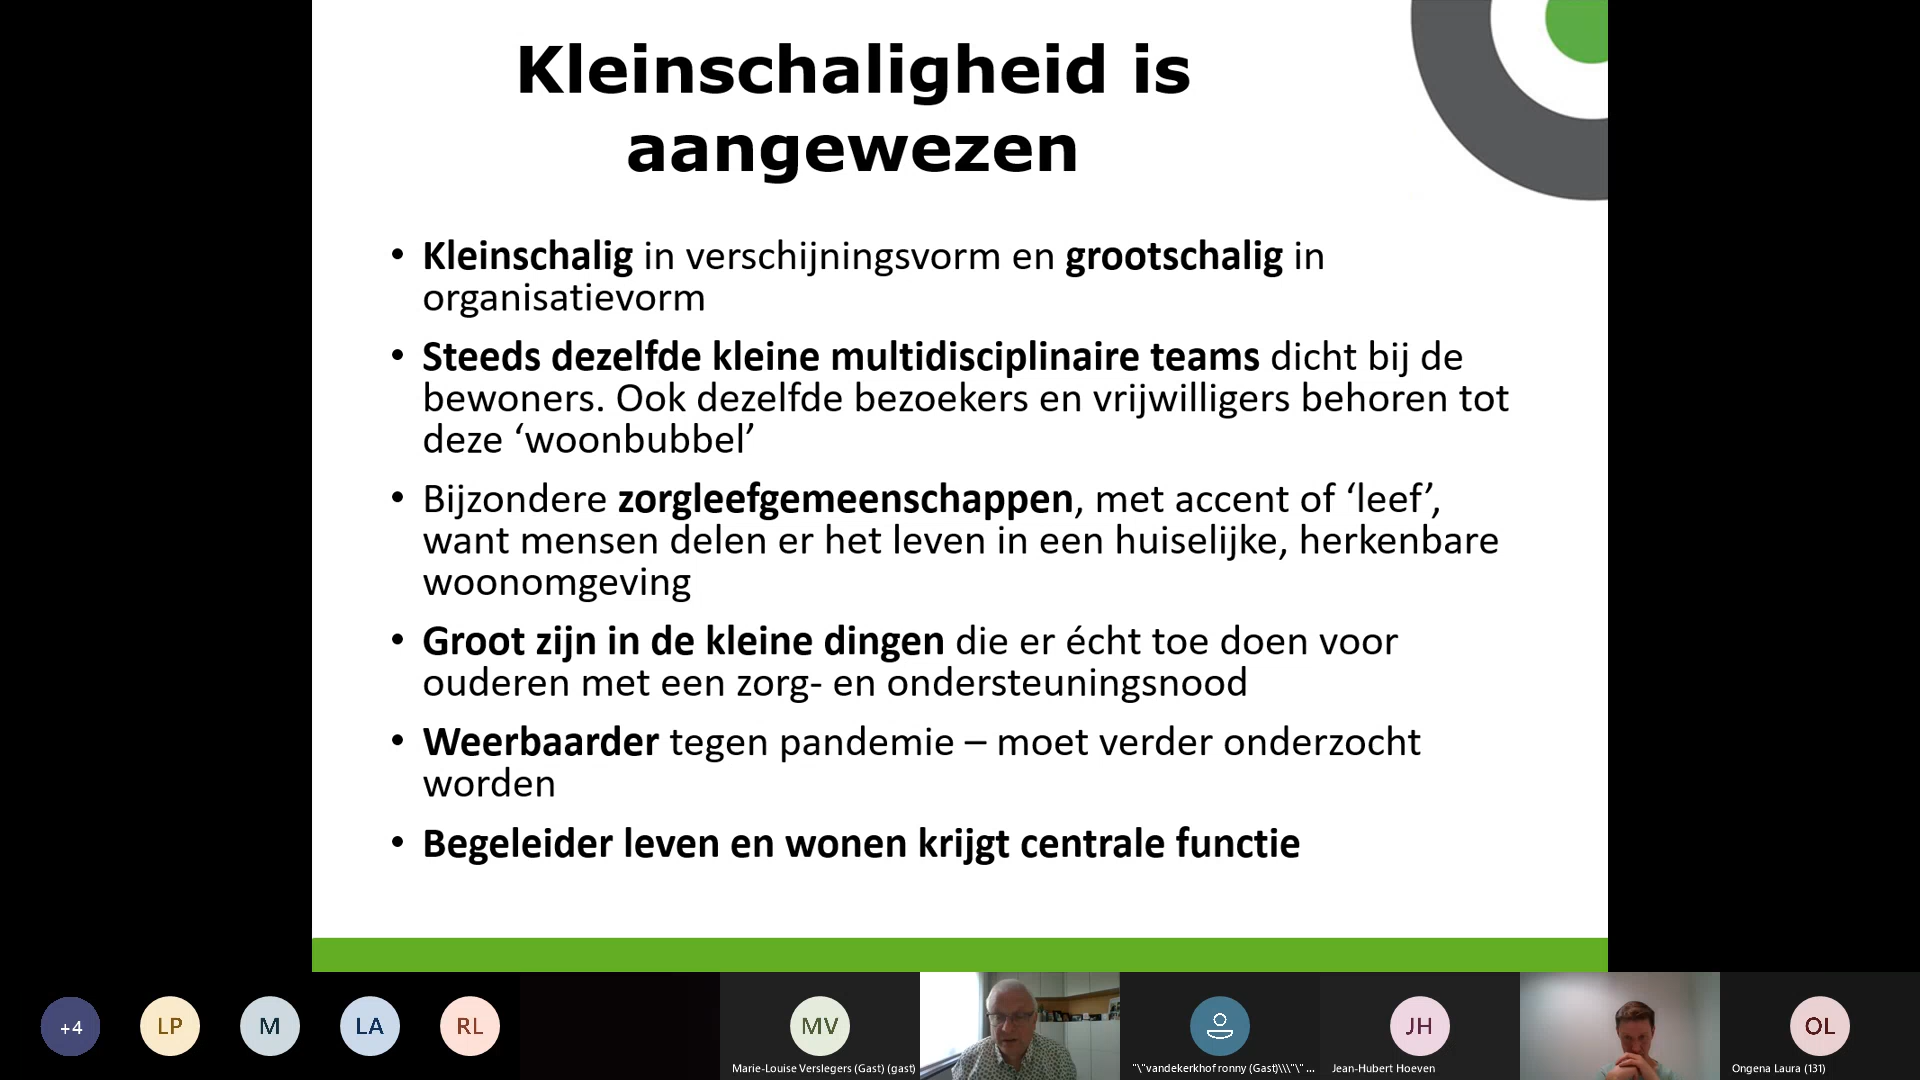 Kleinschaligheid is
aangewezen
• Kleinschalig in verschijningsvorm en grootschalig in
organisatievorm
• Steeds dezelfde kleine multidisciplinaire teams dicht bij de
bewoners. Ook dezelfde bezoekers en vrijwilligers behoren tot
deze ‘woonbubbel’
• Bijzondere zorgleefgemeenschappen, met accent of ‘leef’,
want mensen delen er het leven in een huiselijke, herkenbare
woonomgeving
• Groot zijn in de kleine dingen die er écht toe doen voor
ouderen met een zorg- en ondersteuningsnood
• Weerbaarder tegen pandemie – moet verder onderzocht
worden
• Begeleider leven en wonen krijgt centrale functie
+4
LP
M
LA
RL
MV
JH
OL
Marie-Louise Verslegers (Gast) (gast)
"\"vandekerkhof ronny (Gast)\\\"\" ...
Jean-Hubert Hoeven
Ongena Laura (131)